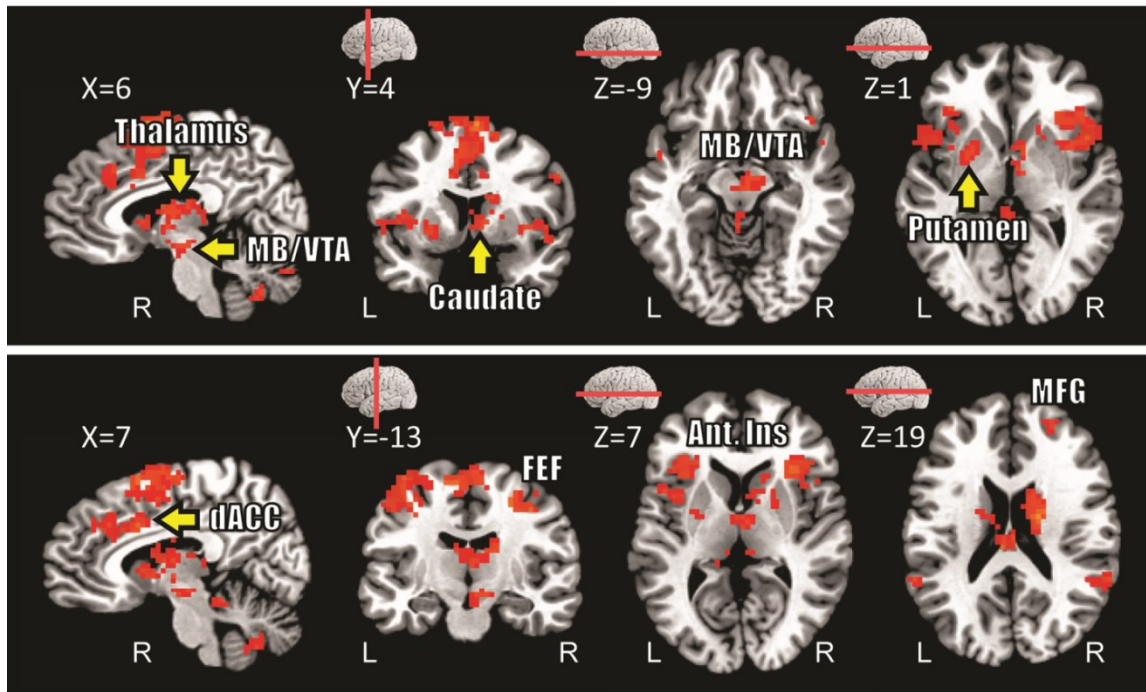 X=6
Y=4
Z=-9
Z=1
Thalamus
MB/VTA
MB/VTA
Putamen
Caudate
R
L
L
R
L
R
X=7
Y=-13
Z=7
Z=19
MFG
Ant. Ins
FEF
dACC
R
L
R
L
R
L
R